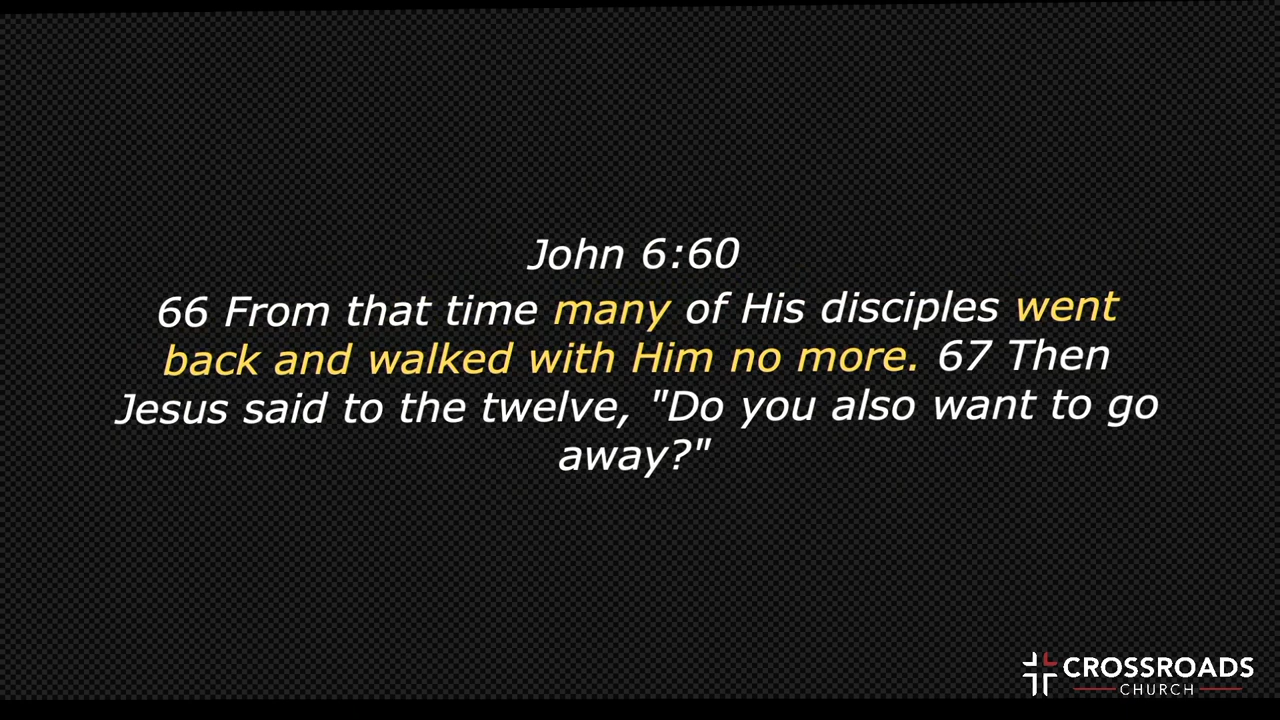 John 6:60
66 From that time many of His disciples went
back and walked with Him no more. 67 Then
Jesus said to the twelve, "Do you also want to go
away?"
CROSSROADS
CHURCH